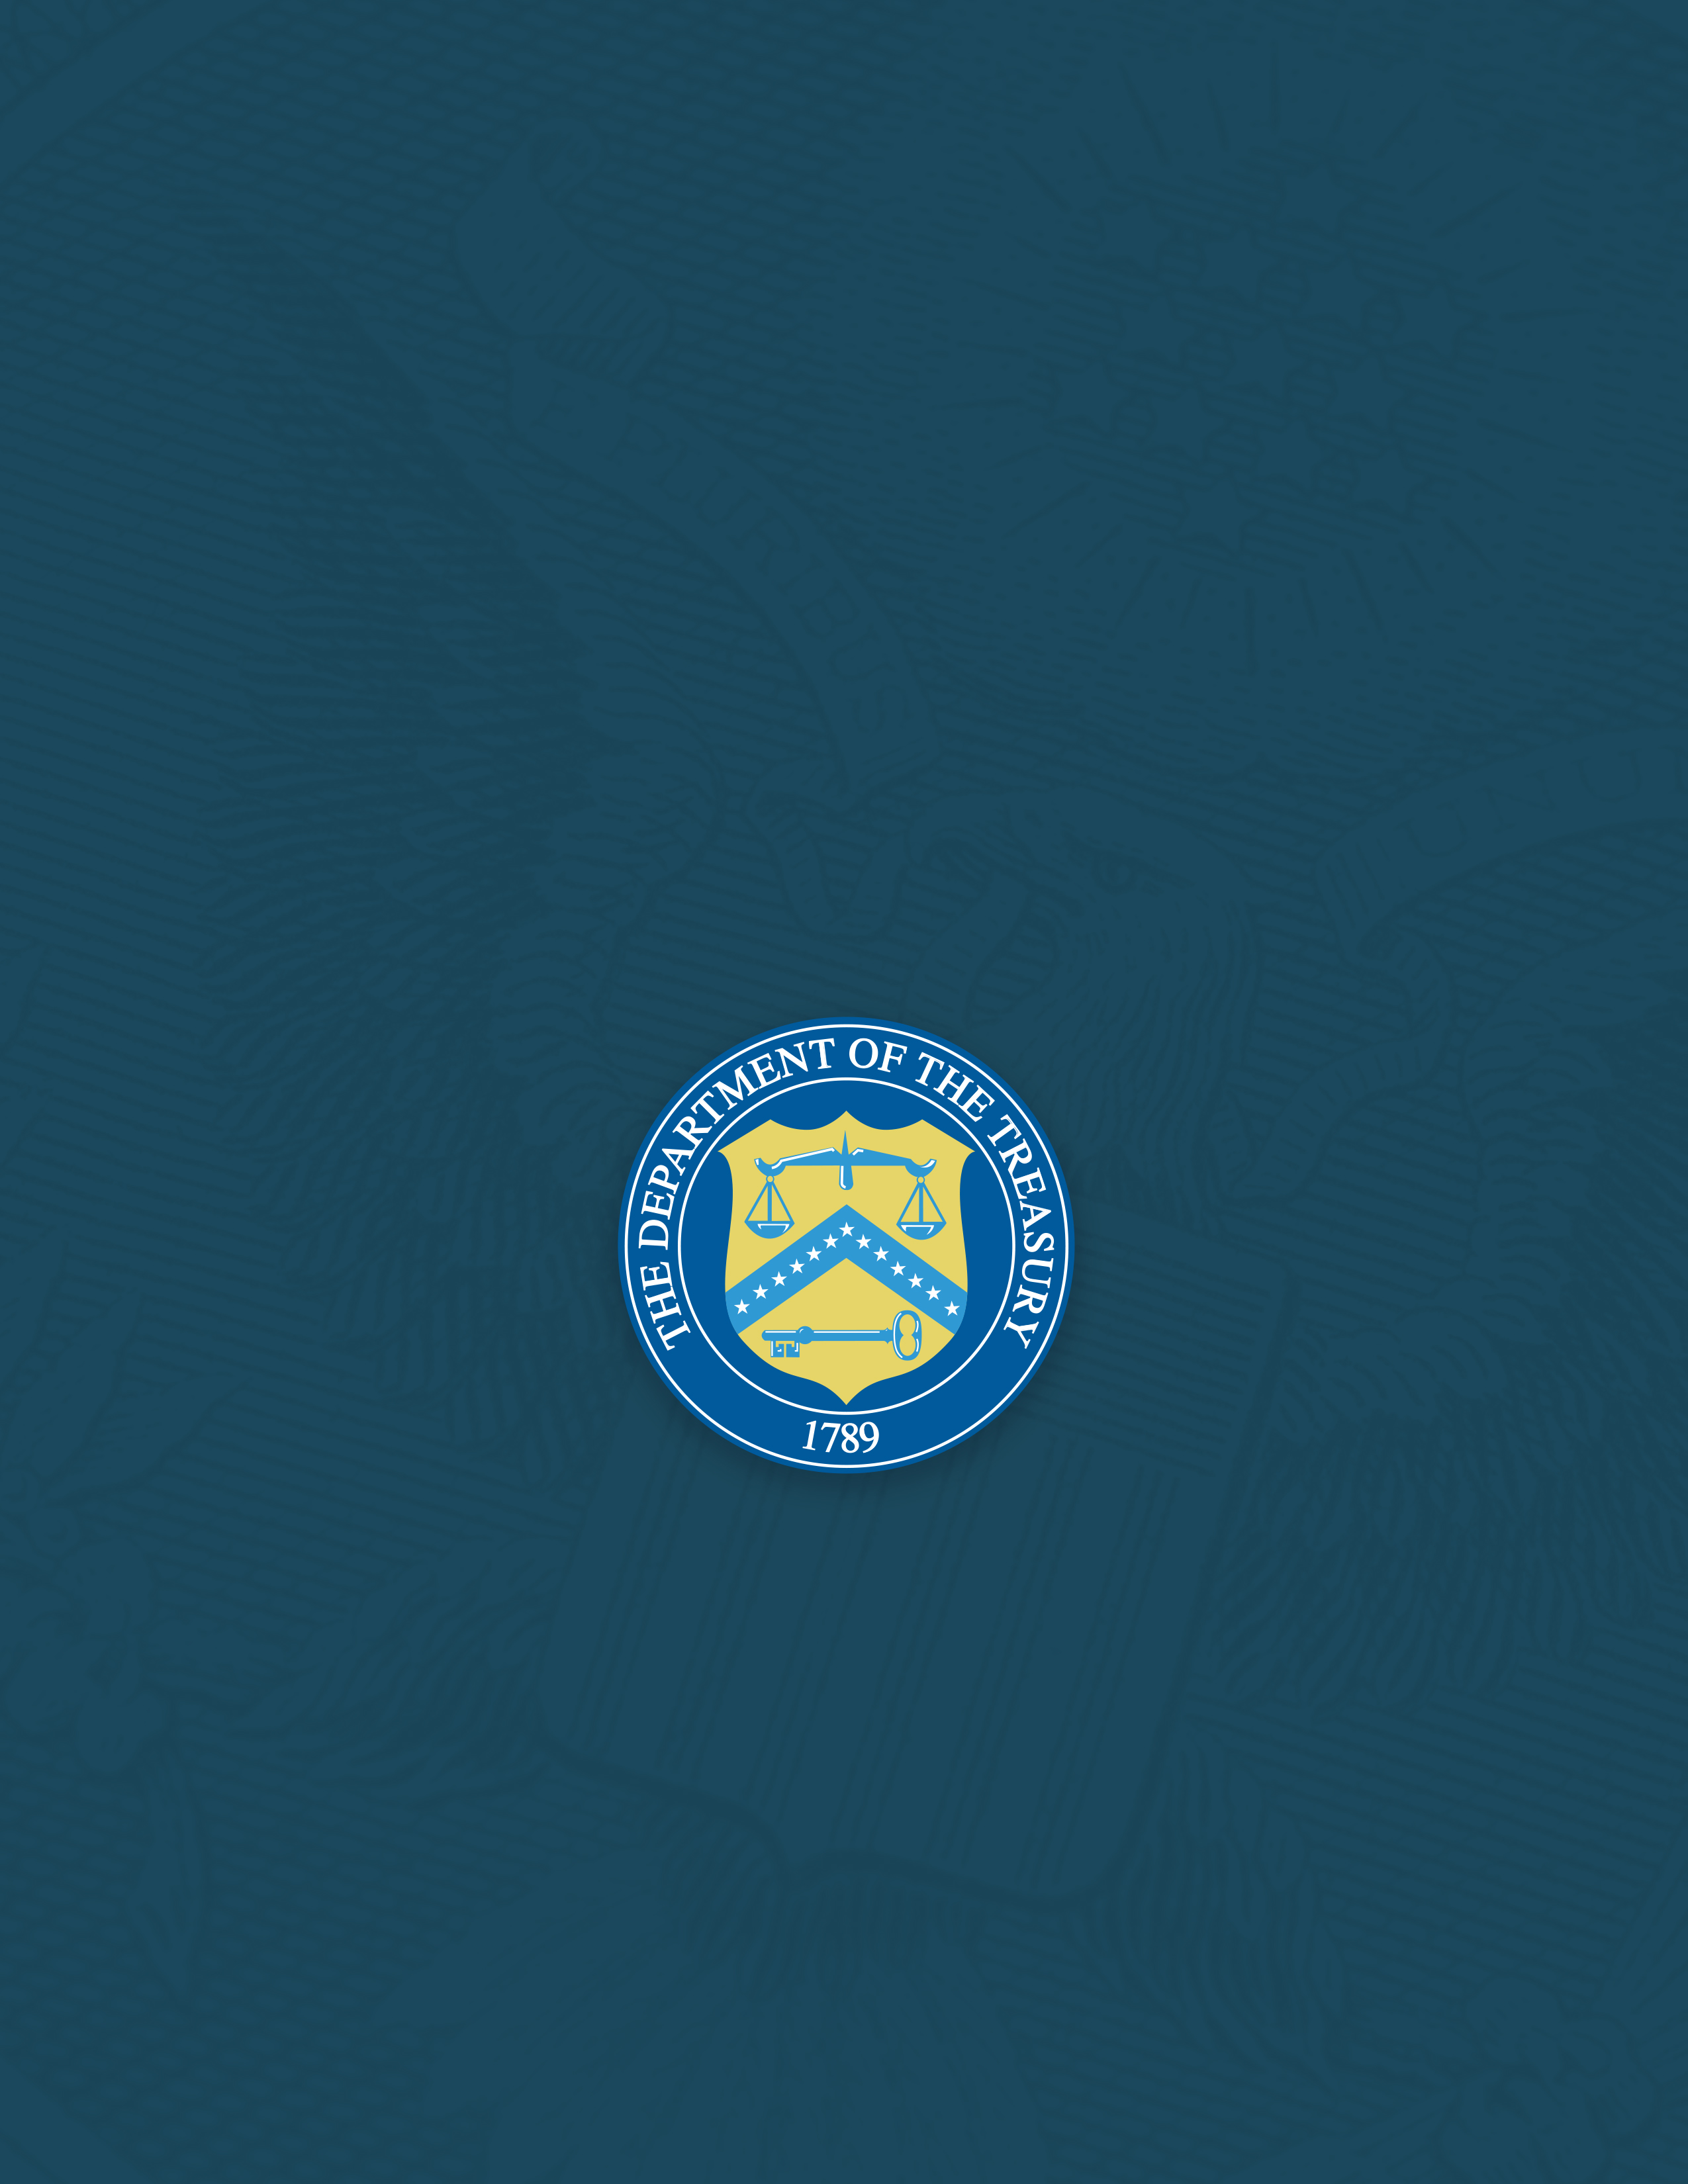 THE DEPARTMENT OF THE TREASURY
1789